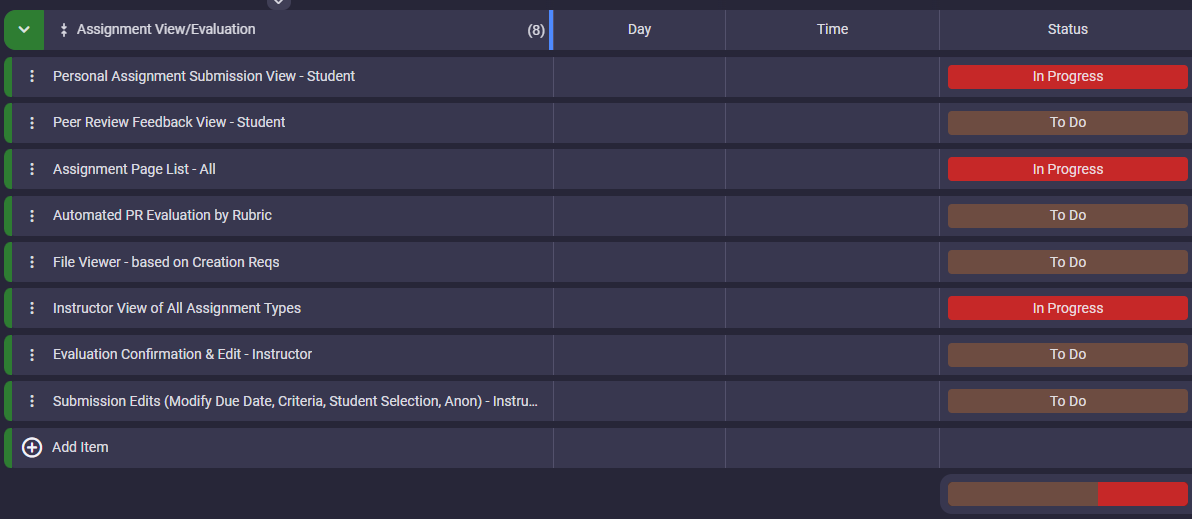 Assignment View/Evaluation (8) Day Time Status
Personal Assignment Submission View - Student In Progress
Peer Review Feedback View - Student To Do
Assignment Page List - All In Progress
Automated PR Evaluation by Rubric To Do
File Viewer - based on Creation Reqs To Do
Instructor View of All Assignment Types In Progress
Evaluation Confirmation & Edit - Instructor To Do
Submission Edits (Modify Due Date, Criteria, Student Selection, Anon) - Instru... To Do
Add Item